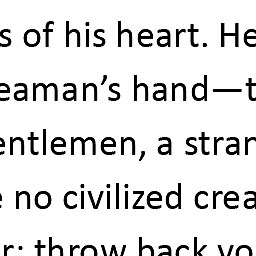 s of his heart. He
eaman’s hand—t
entlemen, a stran
no civilized crea
r: throw back yo